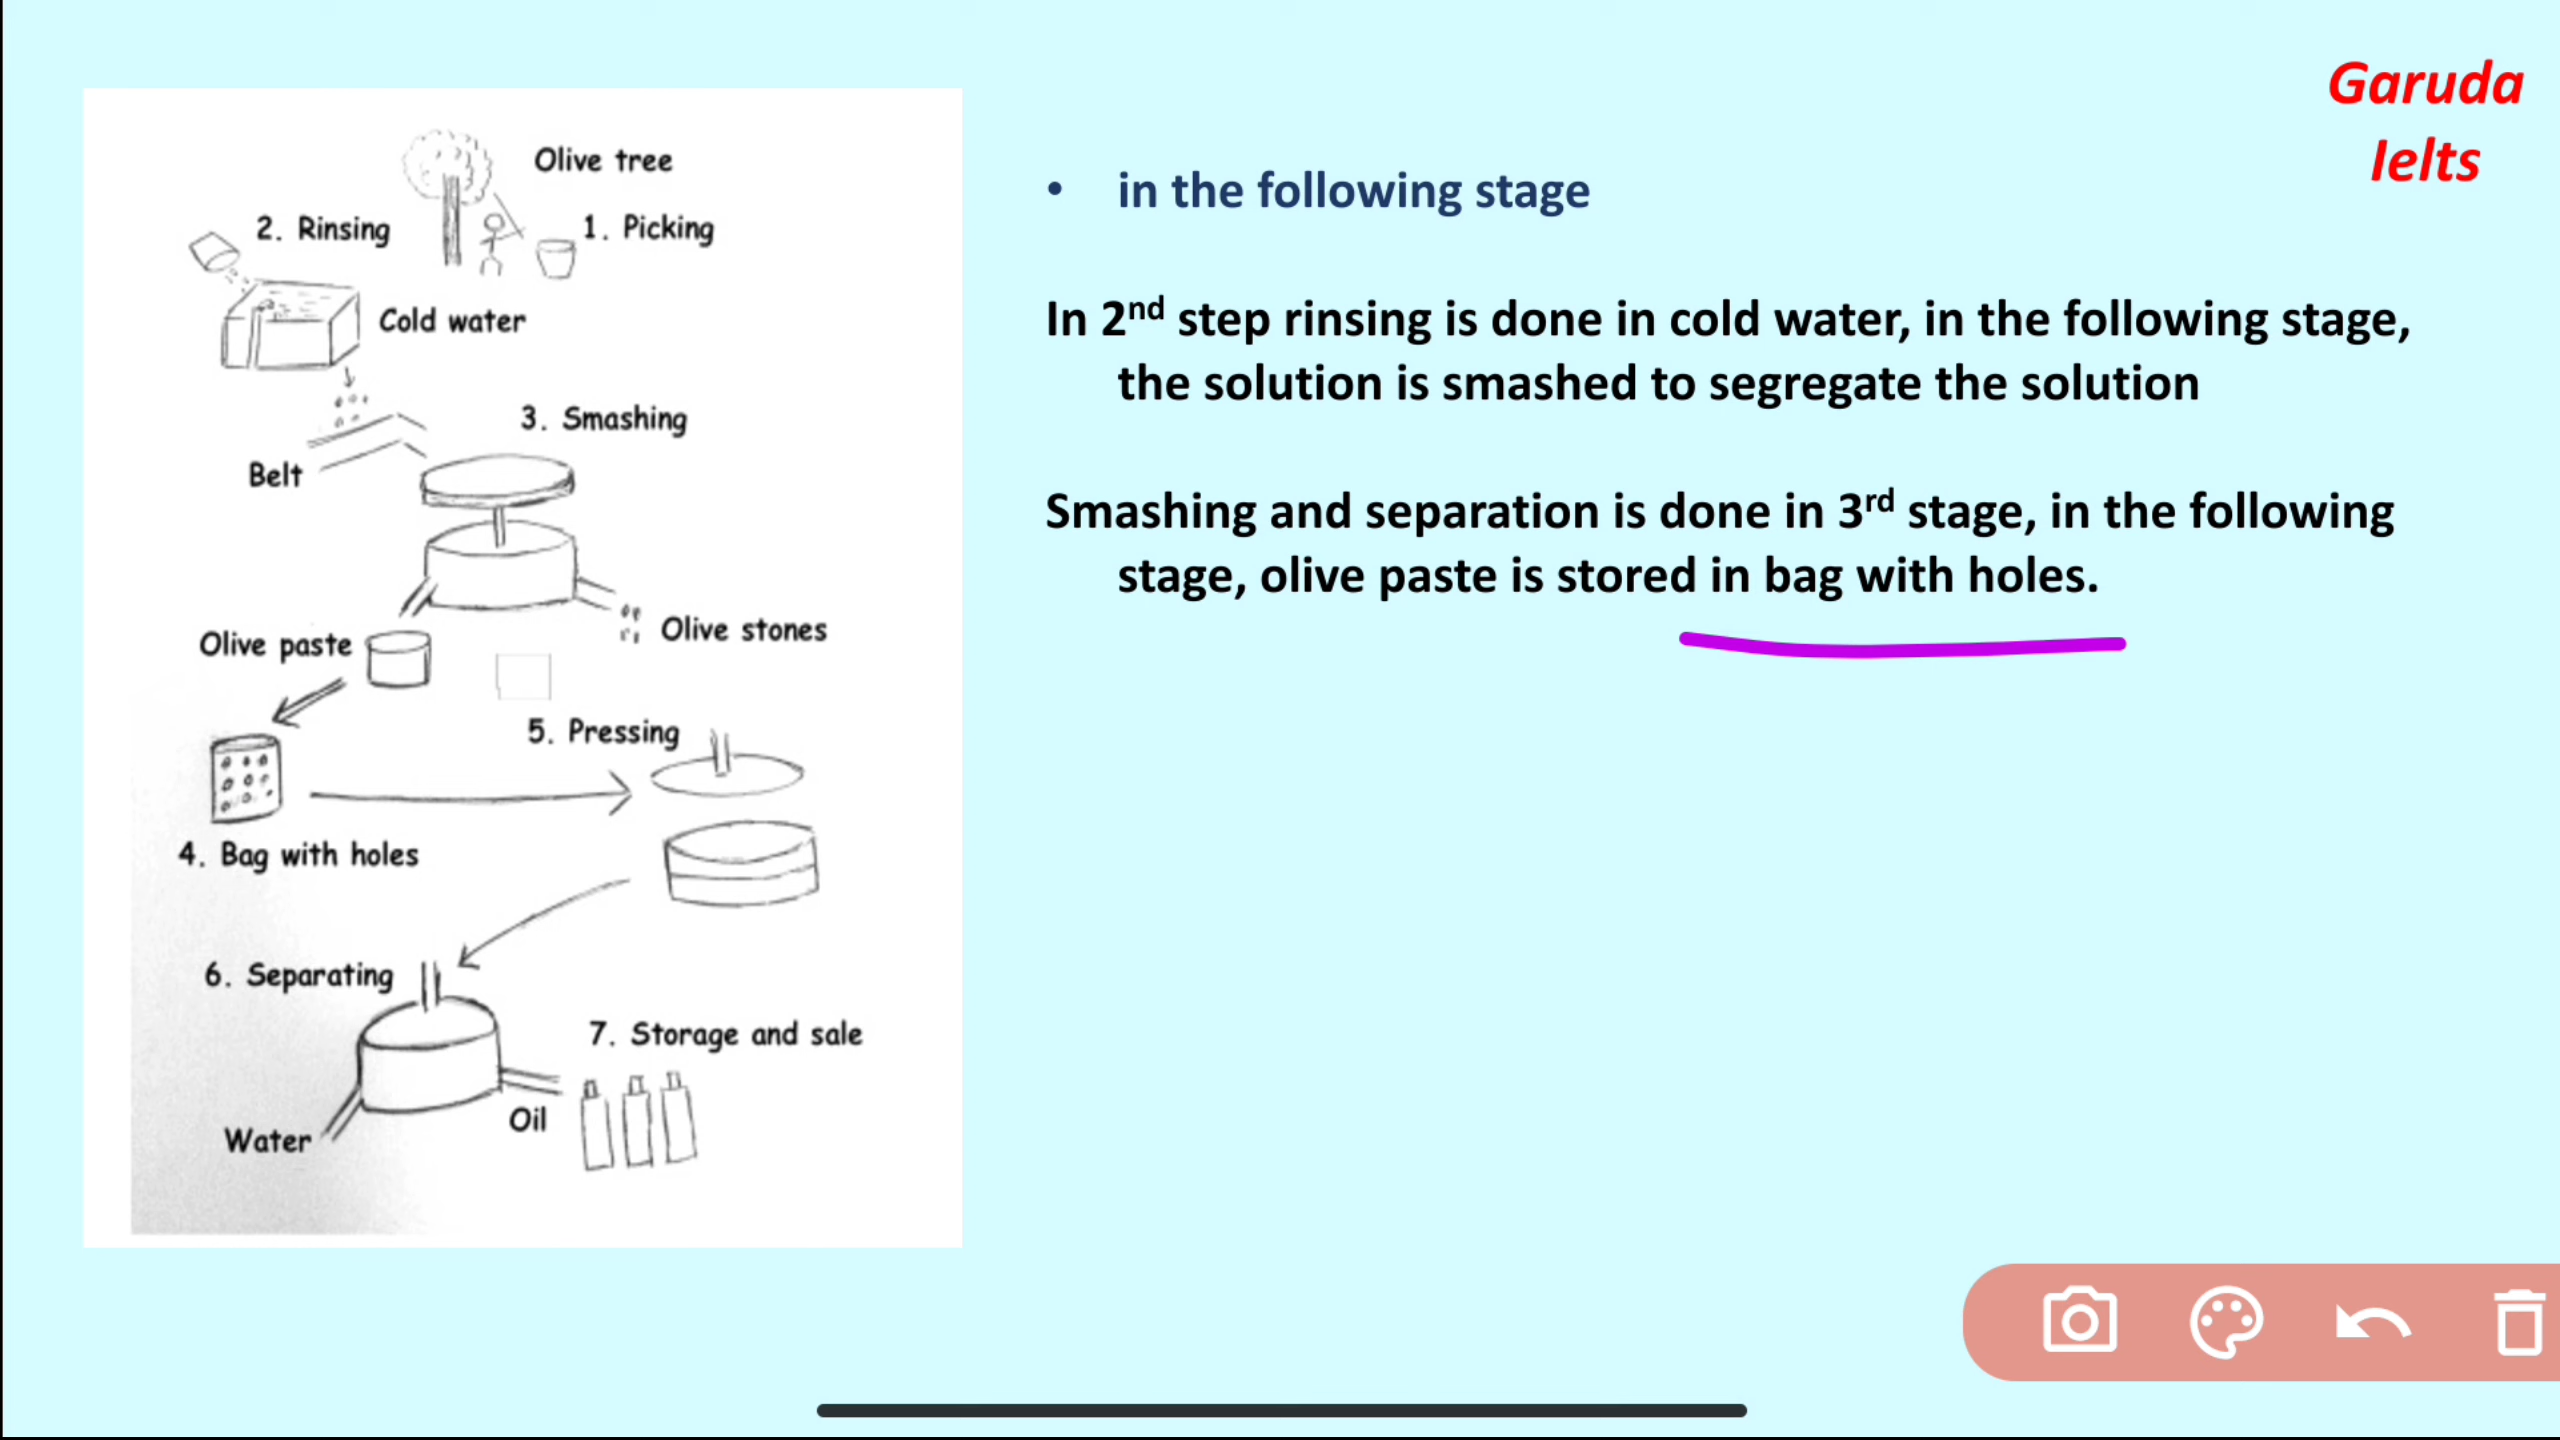 Garuda
Ielts
Olive tree
2. Rinsing
1. Picking
Cold water
3. Smashing
Belt
Olive paste
Olive stones
5. Pressing
4. Bag with holes
6. Separating
7. Storage and sale
Oil
Water
• in the following stage
In 2nd step rinsing is done in cold water, in the following stage,
the solution is smashed to segregate the solution
Smashing and separation is done in 3rd stage, in the following
stage, olive paste is stored in bag with holes.